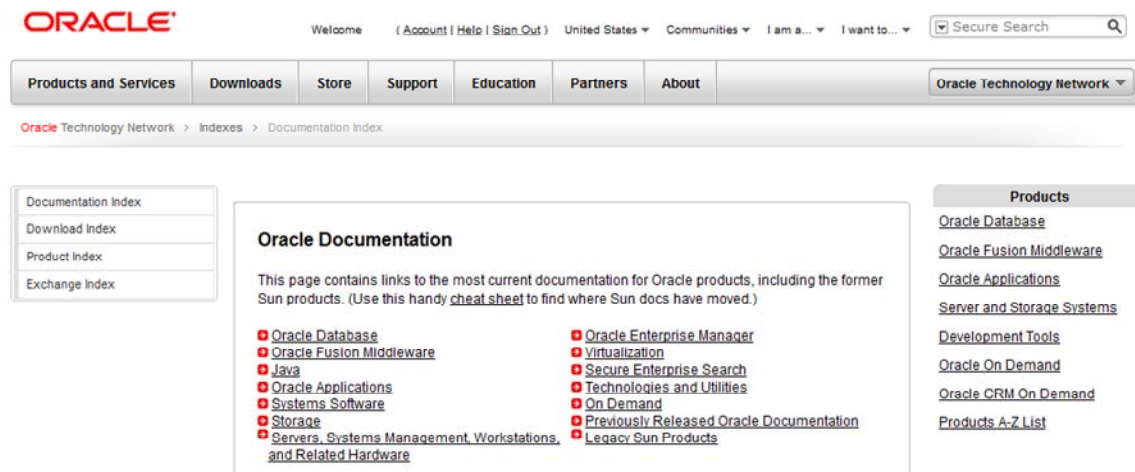 ORACLE
Welcome ( Account | Help | Sign Out ) United States Communities I am a... I want to... Secure Search
Products and Services Downloads Store Support Education Partners About Oracle Technology Network
Oracle Technology Network > Indexes > Documentation Index
Documentation Index
Download Index
Product Index
Exchange Index
Oracle Documentation
This page contains links to the most current documentation for Oracle products, including the former
Sun products. (Use this handy cheat sheet to find where Sun docs have moved.)
Oracle Database
Oracle Fusion Middleware
Java
Oracle Applications
Systems Software
Storage
Servers, Systems Management, Workstations,
and Related Hardware
Oracle Enterprise Manager
Virtualization
Secure Enterprise Search
Technologies and Utilities
On Demand
Previously Released Oracle Documentation
Legacy Sun Products
Products
Oracle Database
Oracle Fusion Middleware
Oracle Applications
Server and Storage Systems
Development Tools
Oracle On Demand
Oracle CRM On Demand
Products A-Z List